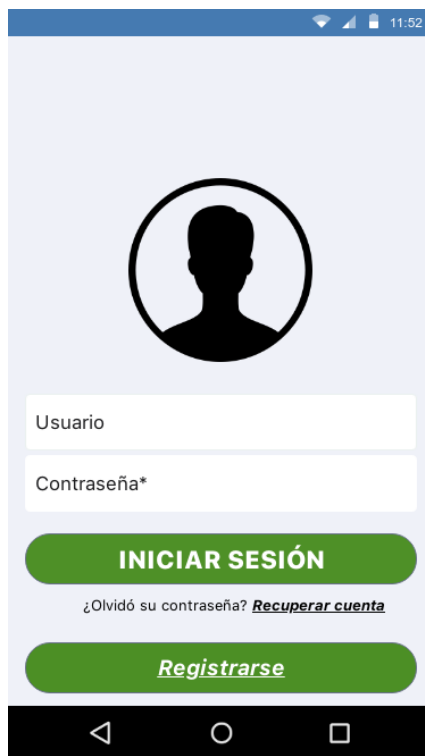 11:52
Usuario
Contraseña*
INICIAR SESIÓN
¿Olvidó su contraseña? Recuperar cuenta
Registrarse